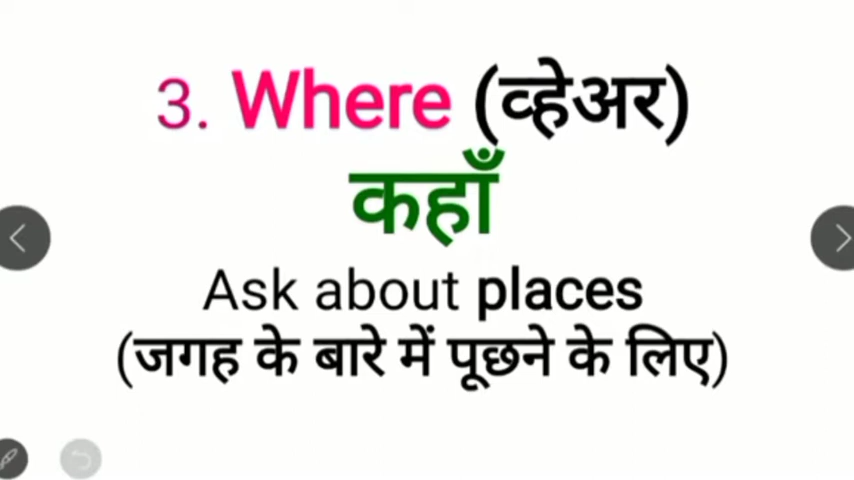 3. Where (व्हेअर)
कहाँ
Ask about places
(जगह के बारे में पूछने के लिए)